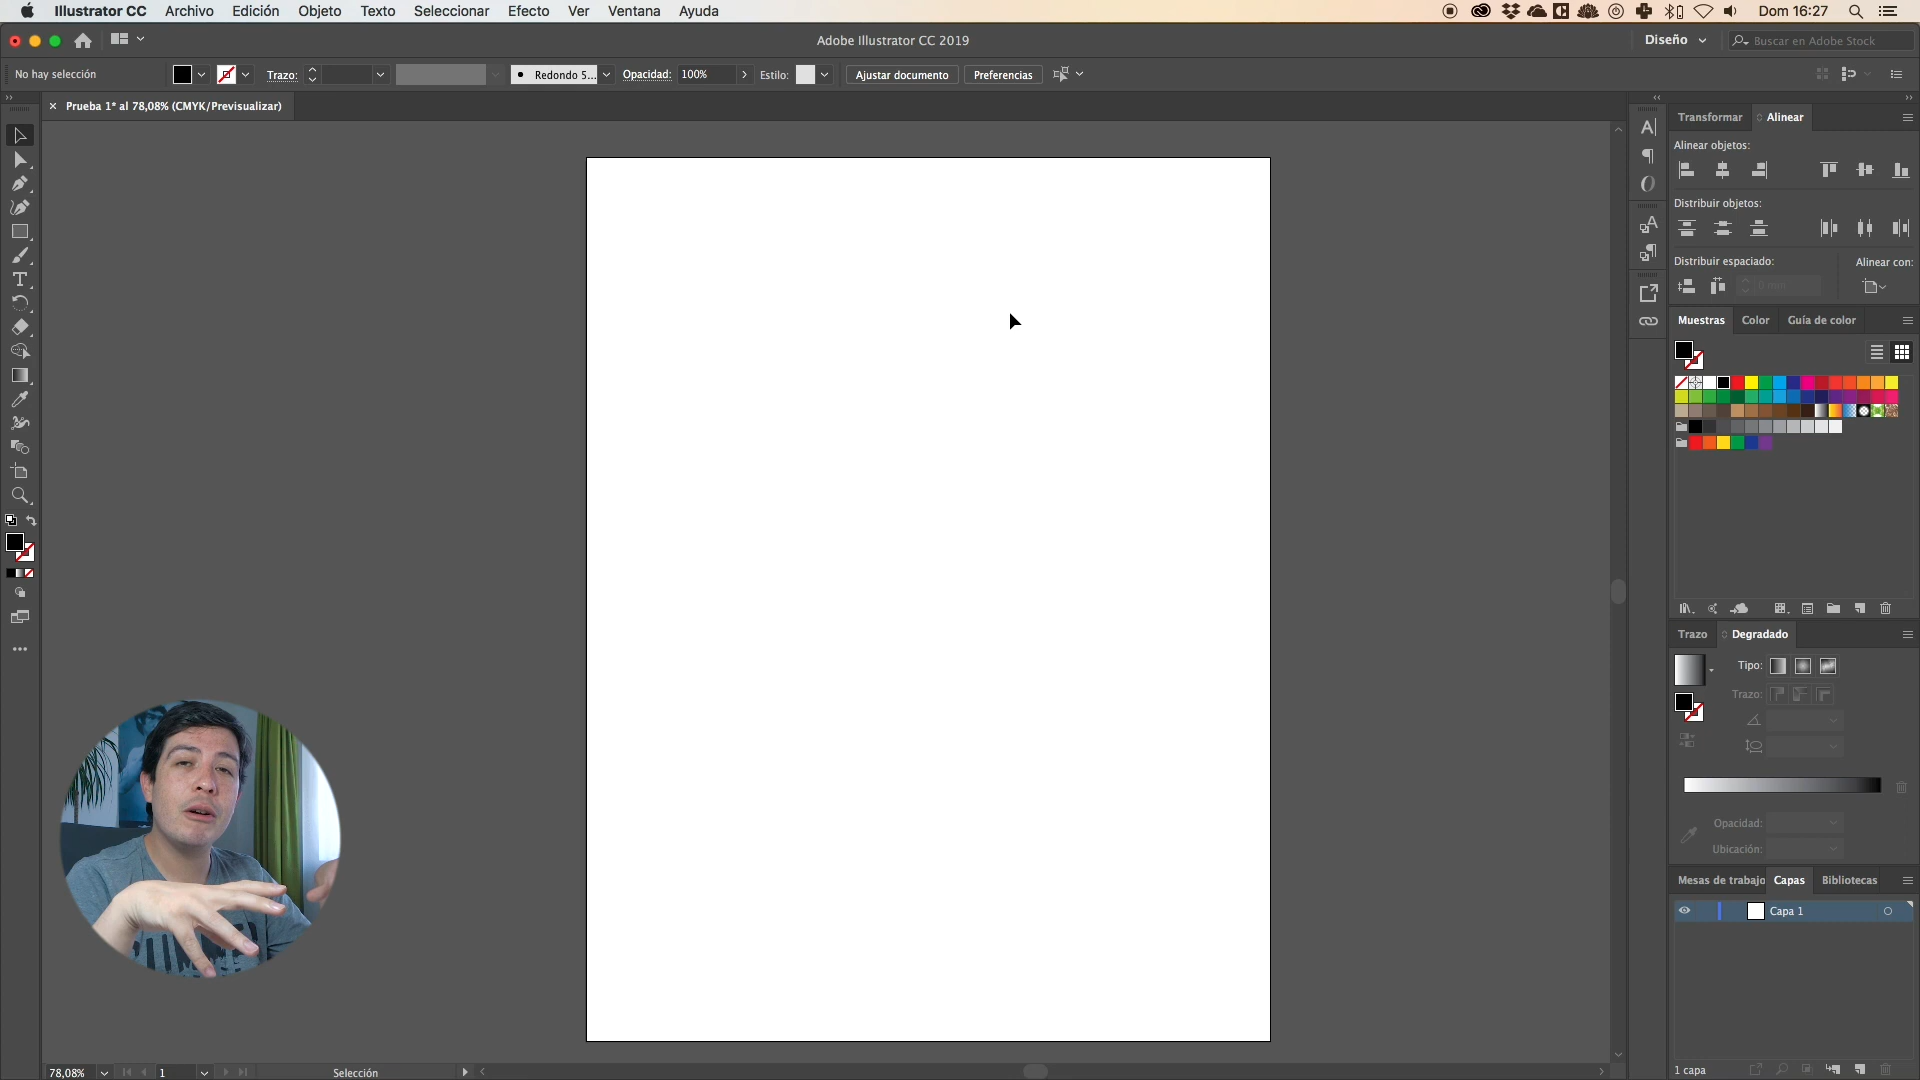 Illustrator CC Archivo Edición Objeto Texto Seleccionar Efecto Ver Ventana Ayuda Dom 16:27
Adobe Illustrator CC 2019 Diseño Buscar en Adobe Stock
No hay selección Trazo: Redondo 5... Opacidad: 100% Estilo: Ajustar documento Preferencias
× Prueba 1* al 78,08% (CMYK/Previsualizar)
Transformar Alinear
Alinear objetos:
Distribuir objetos:
Distribuir espaciado: Alinear con:
0 mm
Muestras Color Guía de color
Trazo Degradado
Tipo:
Trazo:
Opacidad:
Ubicación:
Mesas de trabajo Capas Bibliotecas
Capa 1
1 capa
78,08% 1 Selección